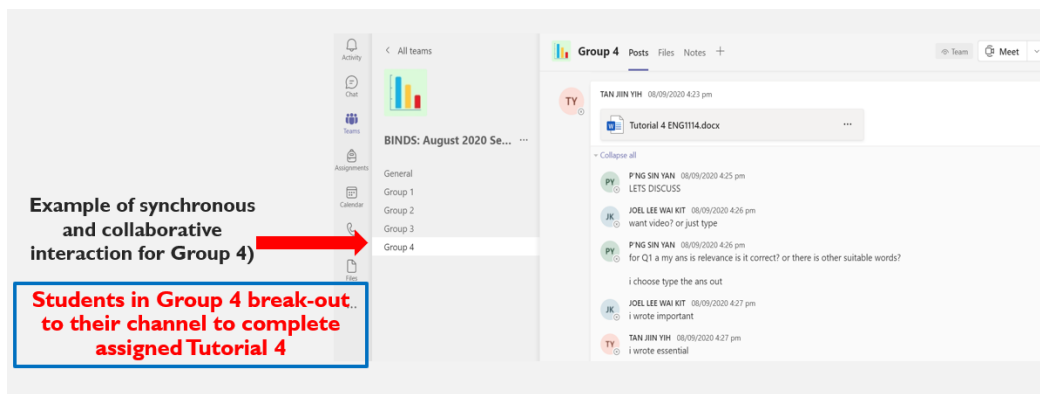 Activity
Chat
Teams
Assignments
Calendar
Files
...
< All teams
BINDS: August 2020 Se... ...
General
Group 1
Group 2
Group 3
Group 4
Group 4 Posts Files Notes +
Team
Meet
TY
TAN JIIN YIH 08/09/2020 4:23 pm
Tutorial 4 ENG1114.docx ...
Collapse all
PY
P'NG SIN YAN 08/09/2020 4:25 pm
LETS DISCUSS
JK
JOEL LEE WAI KIT 08/09/2020 4:26 pm
want video? or just type
PY
P'NG SIN YAN 08/09/2020 4:26 pm
for Q1 a my ans is relevance is it correct? or there is other suitable words?
i choose type the ans out
JK
JOEL LEE WAI KIT 08/09/2020 4:27 pm
i wrote important
TY
TAN JIIN YIH 08/09/2020 4:27 pm
i wrote essential
Example of synchronous
and collaborative
interaction for Group 4)
Students in Group 4 break-out
to their channel to complete
assigned Tutorial 4